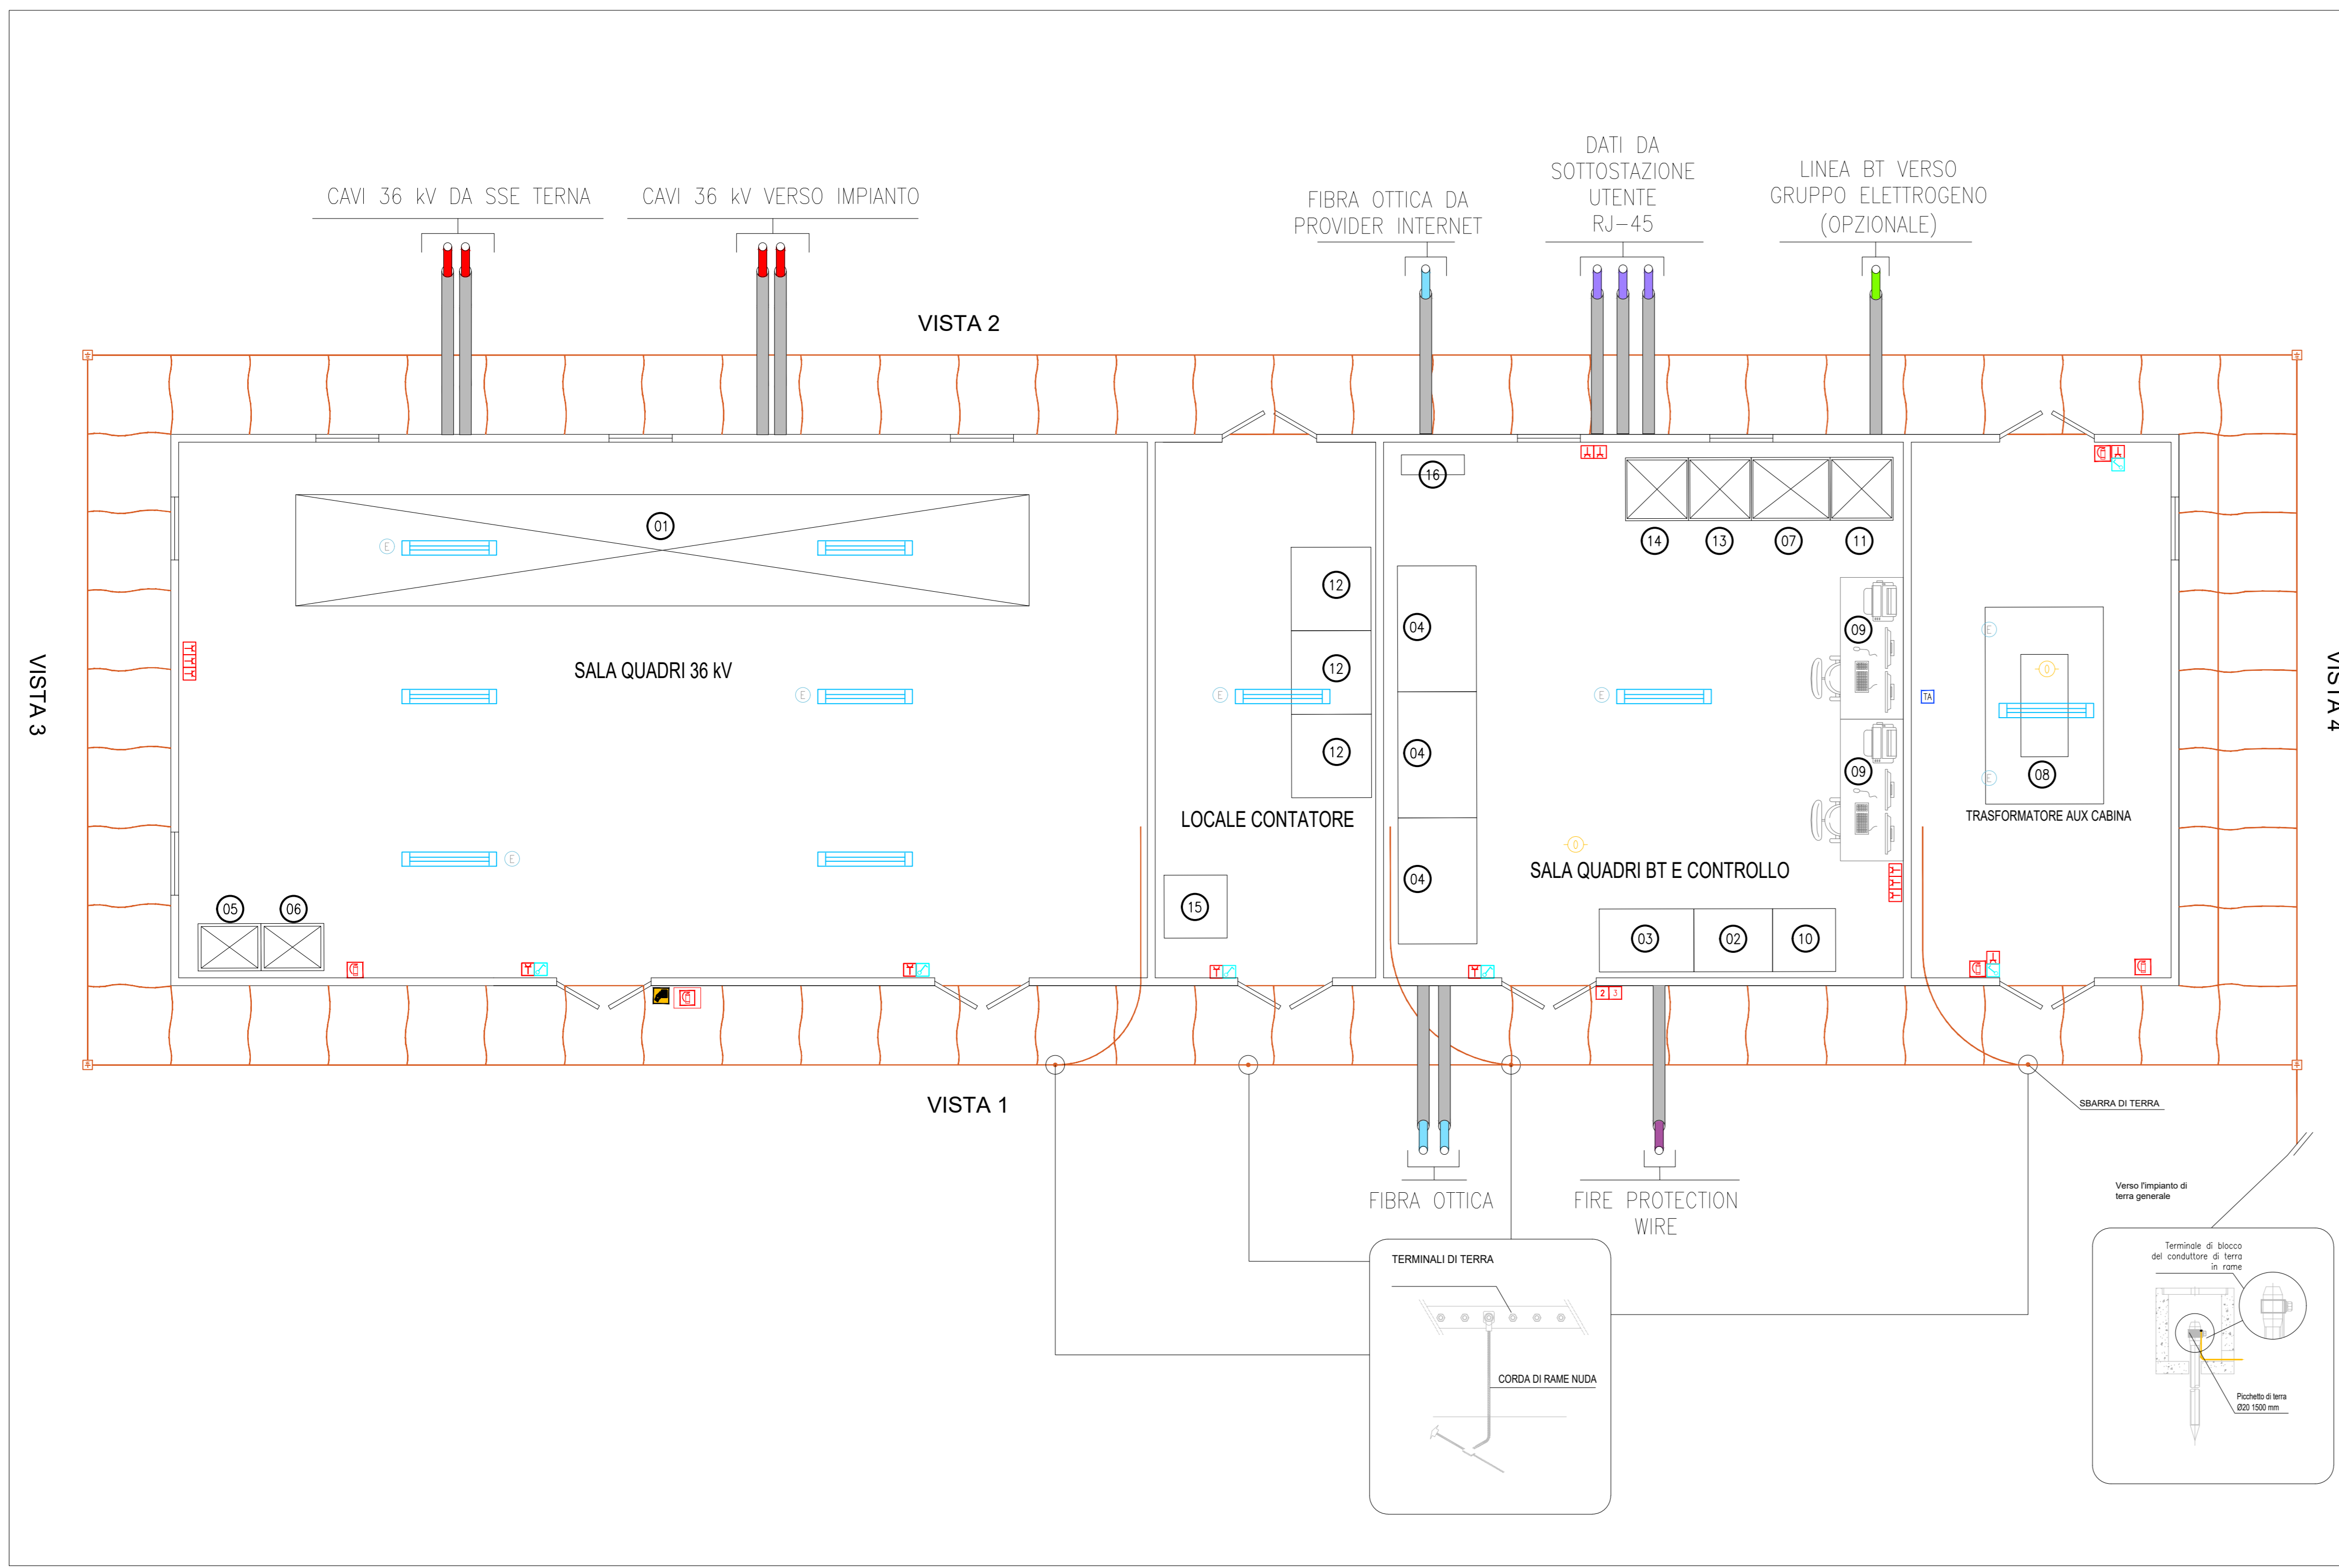 CAVI 36 kV DA SSE TERNA
CAVI 36 kV VERSO IMPIANTO
FIBRA OTTICA DA
PROVIDER INTERNET
DATI DA
SOTTOSTAZIONE
UTENTE
RJ-45
LINEA BT VERSO
GRUPPO ELETTROGENO
(OPZIONALE)
VISTA 2
VISTA 3
VISTA 4
01
E
E
E
SALA QUADRI 36 kV
05
06
12
12
12
E
LOCALE CONTATORE
15
16
14
13
07
11
04
04
04
09
09
E
0
SALA QUADRI BT E CONTROLLO
03
02
10
2 3
TA
E
0
E
08
TRASFORMATORE AUX CABINA
VISTA 1
SBARRA DI TERRA
FIBRA OTTICA
FIRE PROTECTION
WIRE
Verso l'impianto di
terra generale
TERMINALI DI TERRA
CORDA DI RAME NUDA
Terminale di blocco
del conduttore di terra
in rame
Picchetto di terra
Ø20 1500 mm